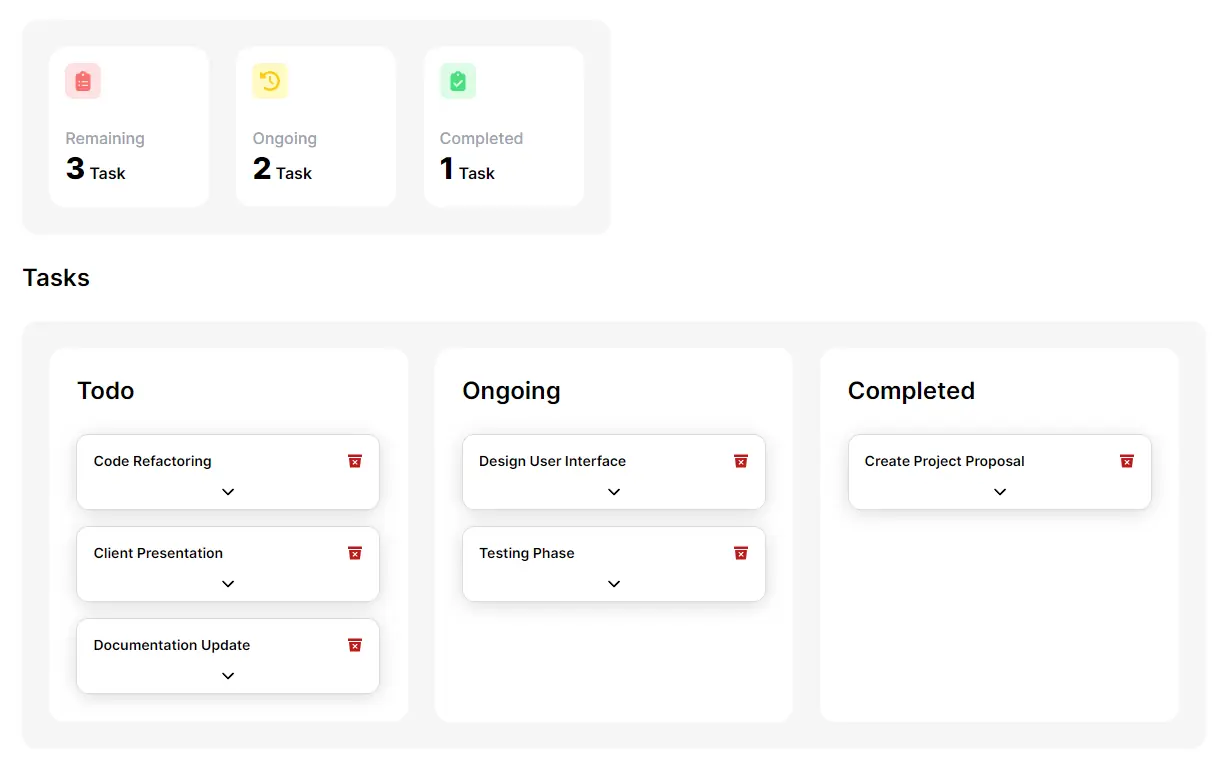 Remaining
3 Task
Ongoing
2 Task
Completed
1 Task
Tasks
Todo
Code Refactoring
Client Presentation
Documentation Update
Ongoing
Design User Interface
Testing Phase
Completed
Create Project Proposal